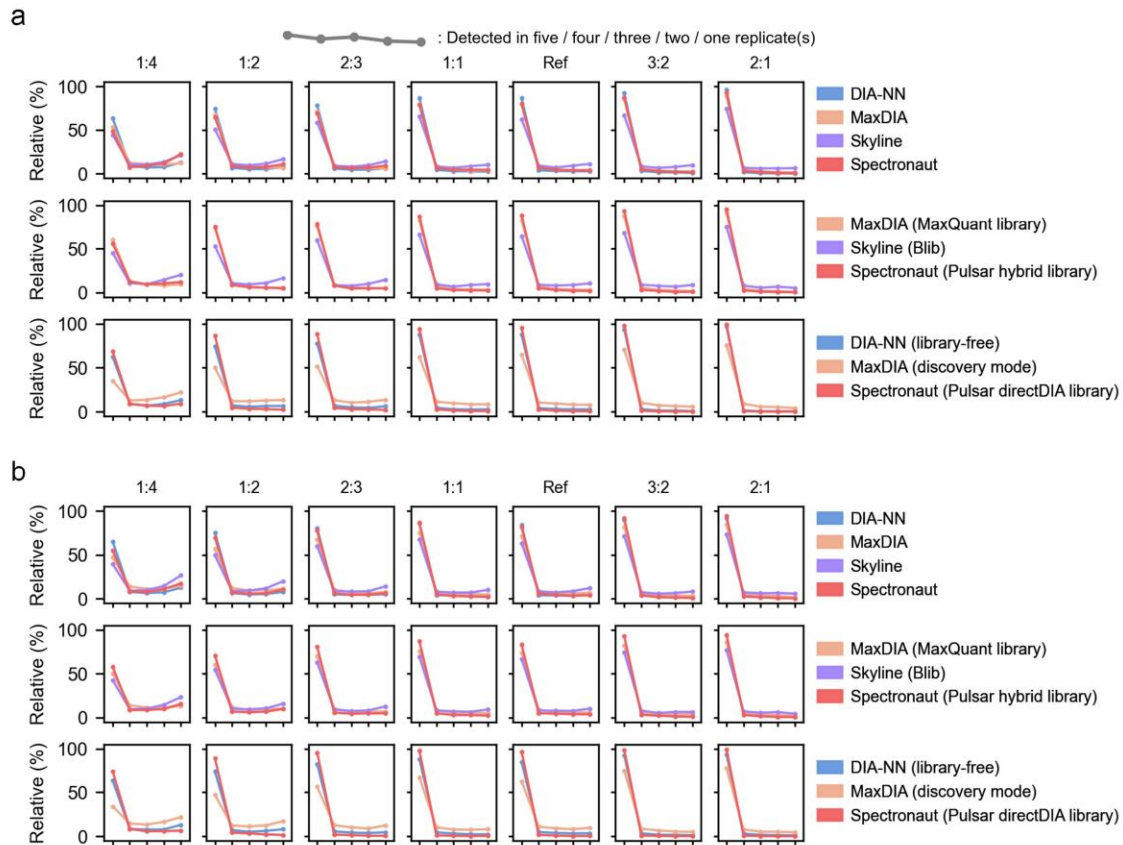 a
: Detected in five / four / three / two / one replicate(s)
1:4 1:2 2:3 1:1 Ref 3:2 2:1
Relative (%)
100
50
0
DIA-NN
MaxDIA
Skyline
Spectronaut
Relative (%)
100
50
0
MaxDIA (MaxQuant library)
Skyline (Blib)
Spectronaut (Pulsar hybrid library)
Relative (%)
100
50
0
DIA-NN (library-free)
MaxDIA (discovery mode)
Spectronaut (Pulsar directDIA library)
b
1:4 1:2 2:3 1:1 Ref 3:2 2:1
Relative (%)
100
50
0
DIA-NN
MaxDIA
Skyline
Spectronaut
Relative (%)
100
50
0
MaxDIA (MaxQuant library)
Skyline (Blib)
Spectronaut (Pulsar hybrid library)
Relative (%)
100
50
0
DIA-NN (library-free)
MaxDIA (discovery mode)
Spectronaut (Pulsar directDIA library)